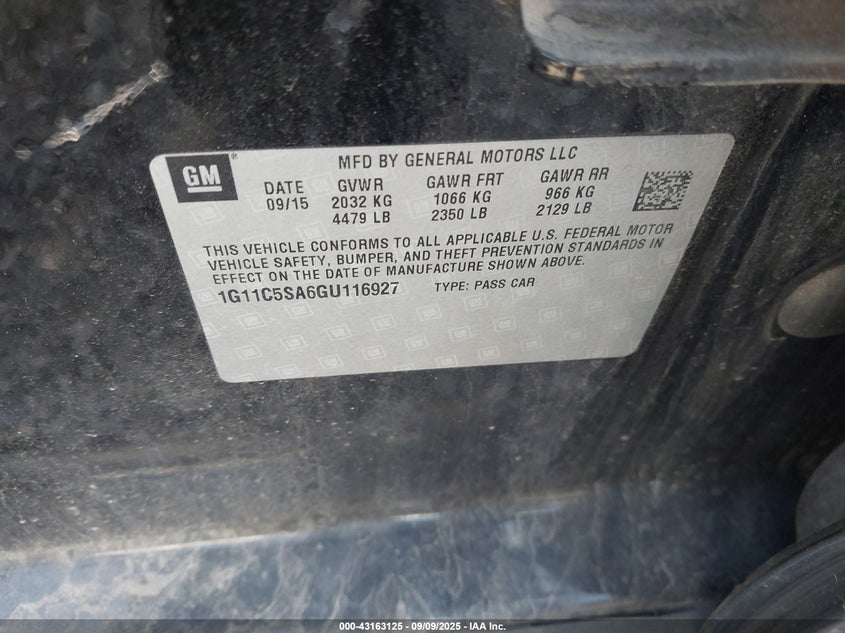 GM
MFD BY GENERAL MOTORS LLC
DATE GVWR GAWR FRT GAWR RR
09/15 2032 KG 1066 KG 966 KG
4479 LB 2350 LB 2129 LB
THIS VEHICLE CONFORMS TO ALL APPLICABLE U.S. FEDERAL MOTOR
VEHICLE SAFETY, BUMPER, AND THEFT PREVENTION STANDARDS IN
EFFECT ON THE DATE OF MANUFACTURE SHOWN ABOVE.
1G11C5SA6GU116927 TYPE: PASS CAR
000-43163125 - 09/09/2025 - IAA Inc.